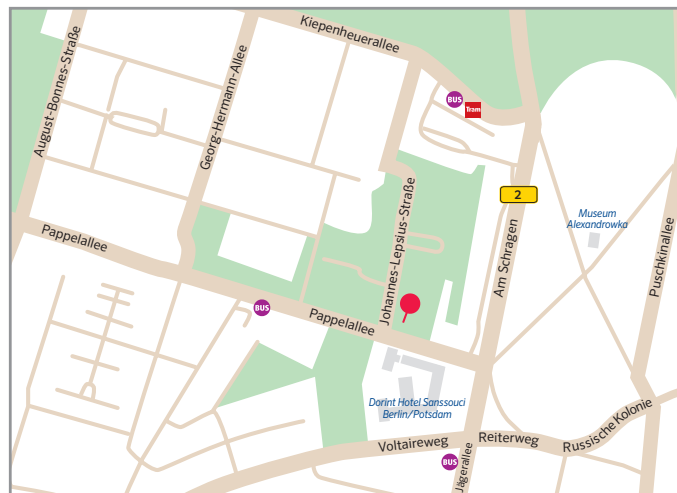 Kiepenheuerallee
August-Bonnes-Straße
Georg-Hermann-Allee
BUS
Tram
Johannes-Lepsius-Straße
2
Museum
Alexandrowka
Am Schragen
Puschkinallee
Pappelallee
BUS
Pappelallee
Dorint Hotel Sanssouci
Berlin/Potsdam
Voltaireweg
Reiterweg
Russische Kolonie
BUS
Jägerallee